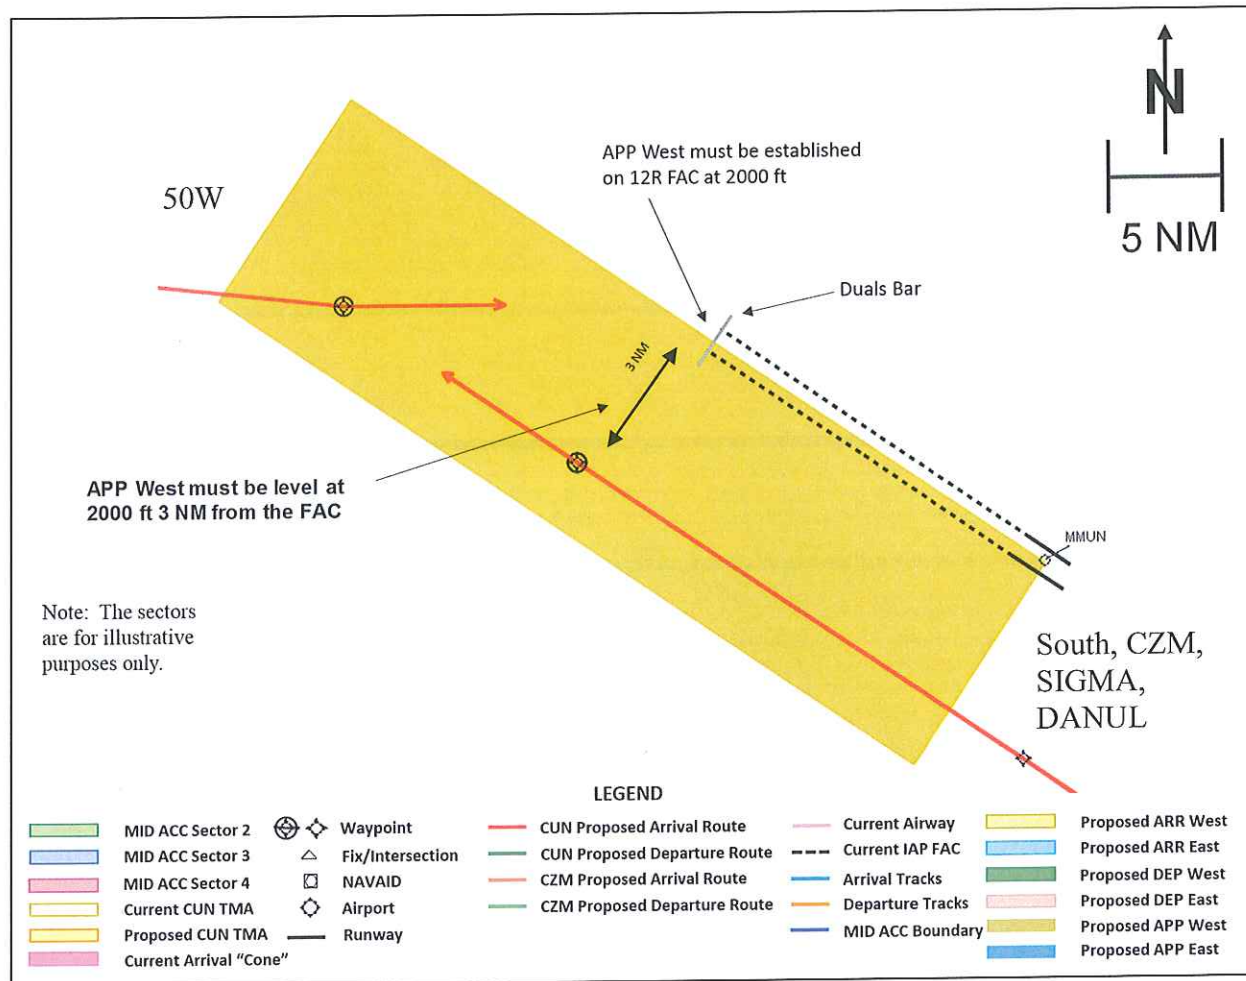 N
5 NM
APP West must be established
on 12R FAC at 2000 ft
50W
Duals Bar
3 NM
APP West must be level at
2000 ft 3 NM from the FAC
MMUN
Note: The sectors
are for illustrative
purposes only.
South, CZM,
SIGMA,
DANUL
LEGEND
MID ACC Sector 2
MID ACC Sector 3
MID ACC Sector 4
Current CUN TMA
Proposed CUN TMA
Current Arrival “Cone”
Waypoint
Fix/Intersection
NAVAID
Airport
Runway
CUN Proposed Arrival Route
CUN Proposed Departure Route
CZM Proposed Arrival Route
CZM Proposed Departure Route
Current Airway
Current IAP FAC
Arrival Tracks
Departure Tracks
MID ACC Boundary
Proposed ARR West
Proposed ARR East
Proposed DEP West
Proposed DEP East
Proposed APP West
Proposed APP East